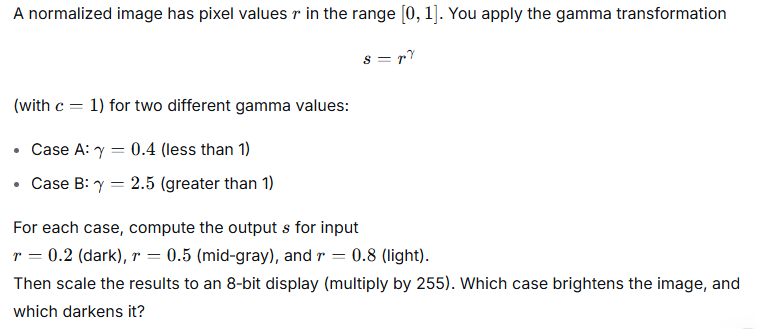 A normalized image has pixel values r in the range [0, 1]. You apply the gamma transformation
s = r^γ
(with c = 1) for two different gamma values:
• Case A: γ = 0.4 (less than 1)
• Case B: γ = 2.5 (greater than 1)
For each case, compute the output s for input
r = 0.2 (dark), r = 0.5 (mid-gray), and r = 0.8 (light).
Then scale the results to an 8-bit display (multiply by 255). Which case brightens the image, and
which darkens it?